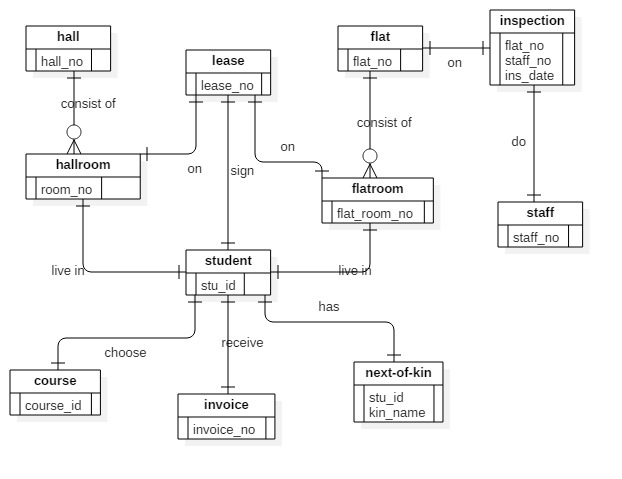 hall
hall_no
lease
lease_no
flat
flat_no
inspection
flat_no
staff_no
ins_date
on
consist of
consist of
do
hallroom
room_no
on
sign
on
flatroom
flat_room_no
staff
staff_no
live in
student
stu_id
live in
has
choose
receive
course
course_id
invoice
invoice_no
next-of-kin
stu_id
kin_name